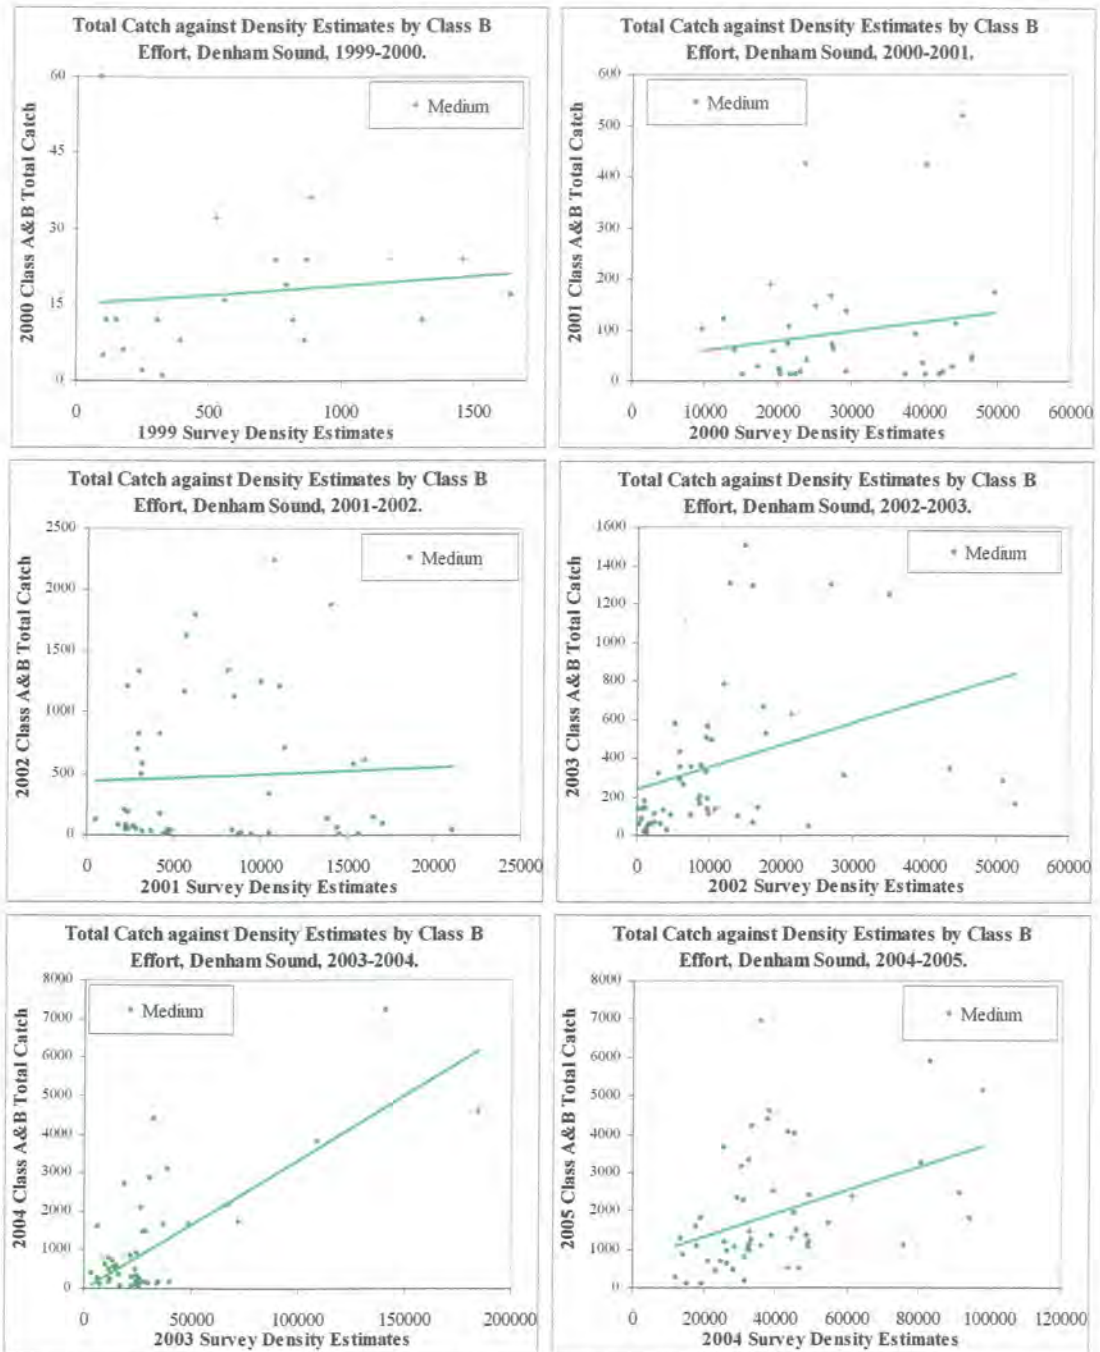 Total Catch against Density Estimates by Class B
Effort, Denham Sound, 1999-2000.
60
45
30
15
0
2000 Class A&B Total Catch
Medium
0 500 1000 1500
1999 Survey Density Estimates
Total Catch against Density Estimates by Class B
Effort, Denham Sound, 2000-2001.
600
500
400
300
200
100
0
2001 Class A&B Total Catch
Medium
0 10000 20000 30000 40000 50000 60000
2000 Survey Density Estimates
Total Catch against Density Estimates by Class B
Effort, Denham Sound, 2001-2002.
2500
2000
1500
1000
500
0
2002 Class A&B Total Catch
Medium
0 5000 10000 15000 20000 25000
2001 Survey Density Estimates
Total Catch against Density Estimates by Class B
Effort, Denham Sound, 2002-2003.
1600
1400
1200
1000
800
600
400
200
0
2003 Class A&B Total Catch
Medium
0 10000 20000 30000 40000 50000 60000
2002 Survey Density Estimates
Total Catch against Density Estimates by Class B
Effort, Denham Sound, 2003-2004.
8000
7000
6000
5000
4000
3000
2000
1000
0
2004 Class A&B Total Catch
Medium
0 50000 100000 150000 200000
2003 Survey Density Estimates
Total Catch against Density Estimates by Class B
Effort, Denham Sound, 2004-2005.
8000
7000
6000
5000
4000
3000
2000
1000
0
2005 Class A&B Total Catch
Medium
0 20000 40000 60000 80000 100000 120000
2004 Survey Density Estimates